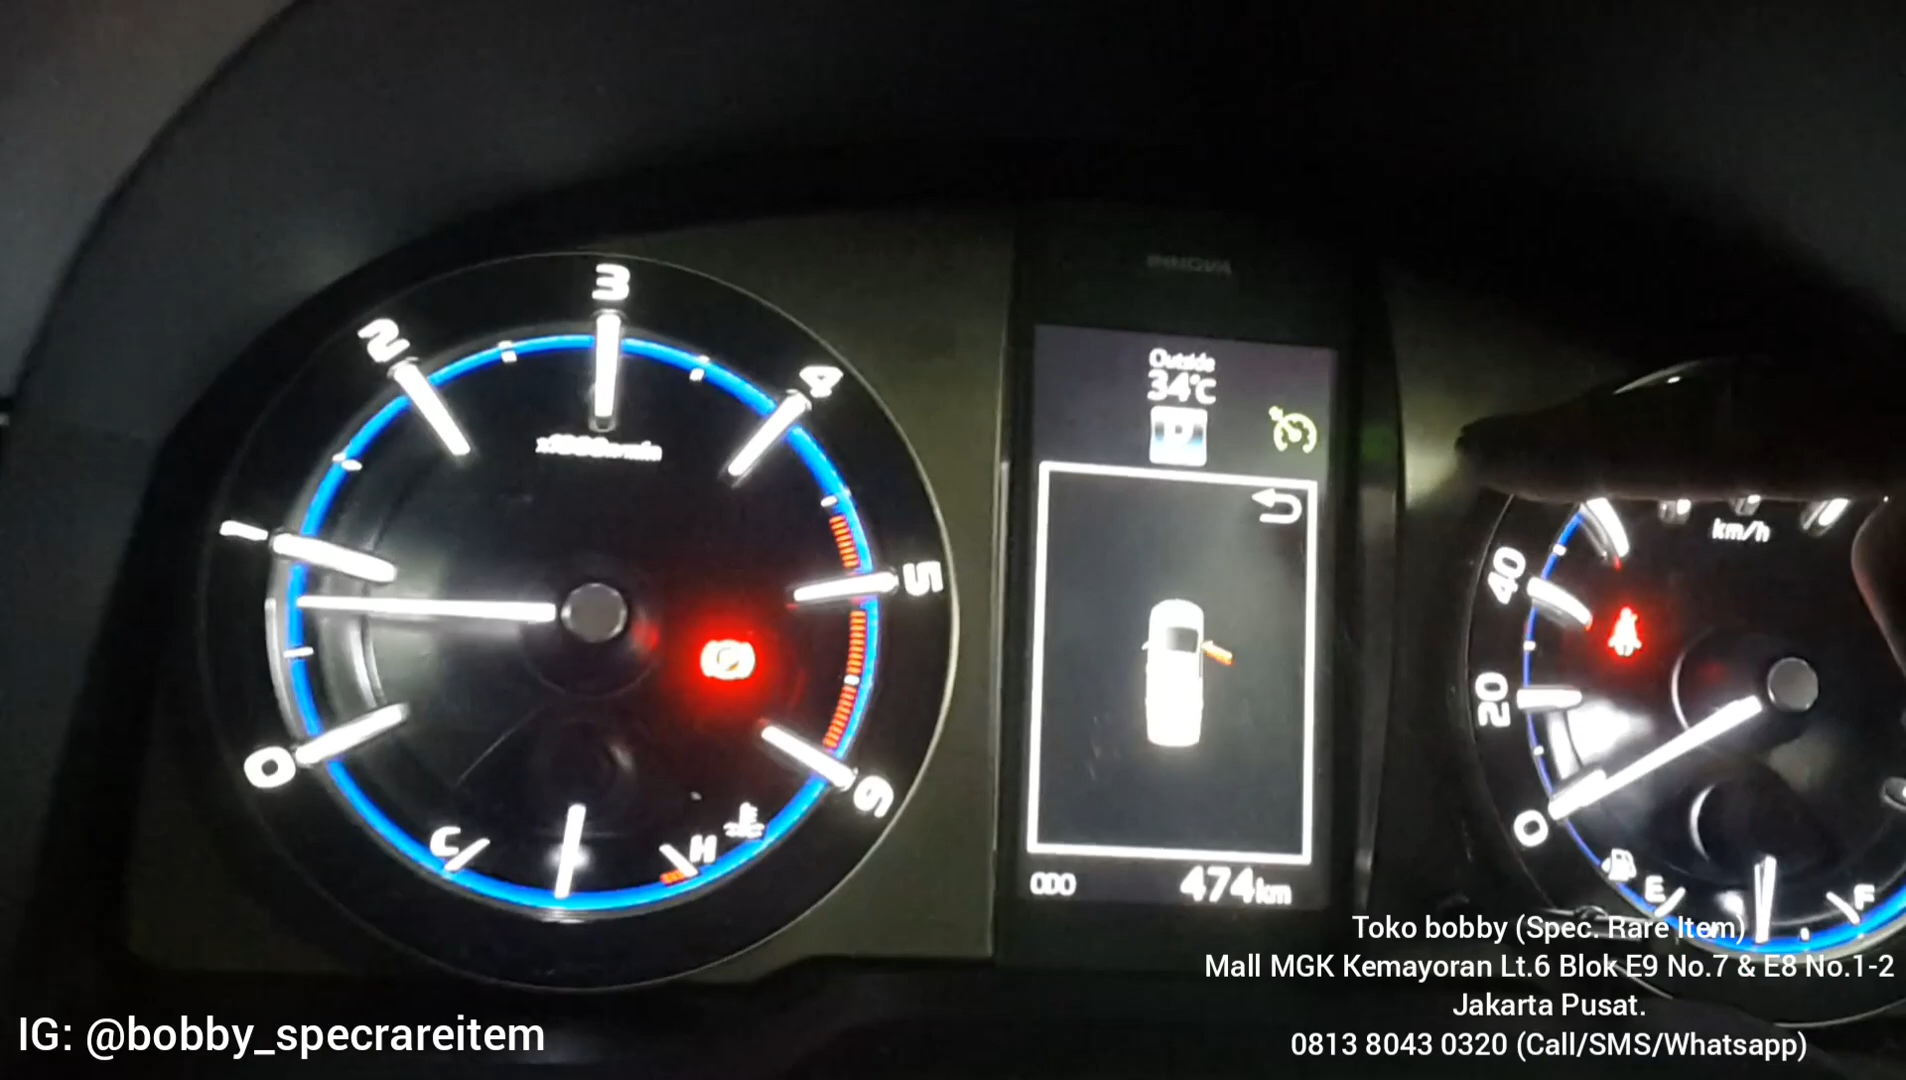 INNOVA
Outside
34°C
3
2
4
1
5
0
6
C
H
km/h
40
20
0
E
F
ODO
474km
Toko bobby (Spec. Rare Item)
Mall MGK Kemayoran Lt.6 Blok E9 No.7 & E8 No.1-2
Jakarta Pusat.
0813 8043 0320 (Call/SMS/Whatsapp)
IG: @bobby_specrareitem